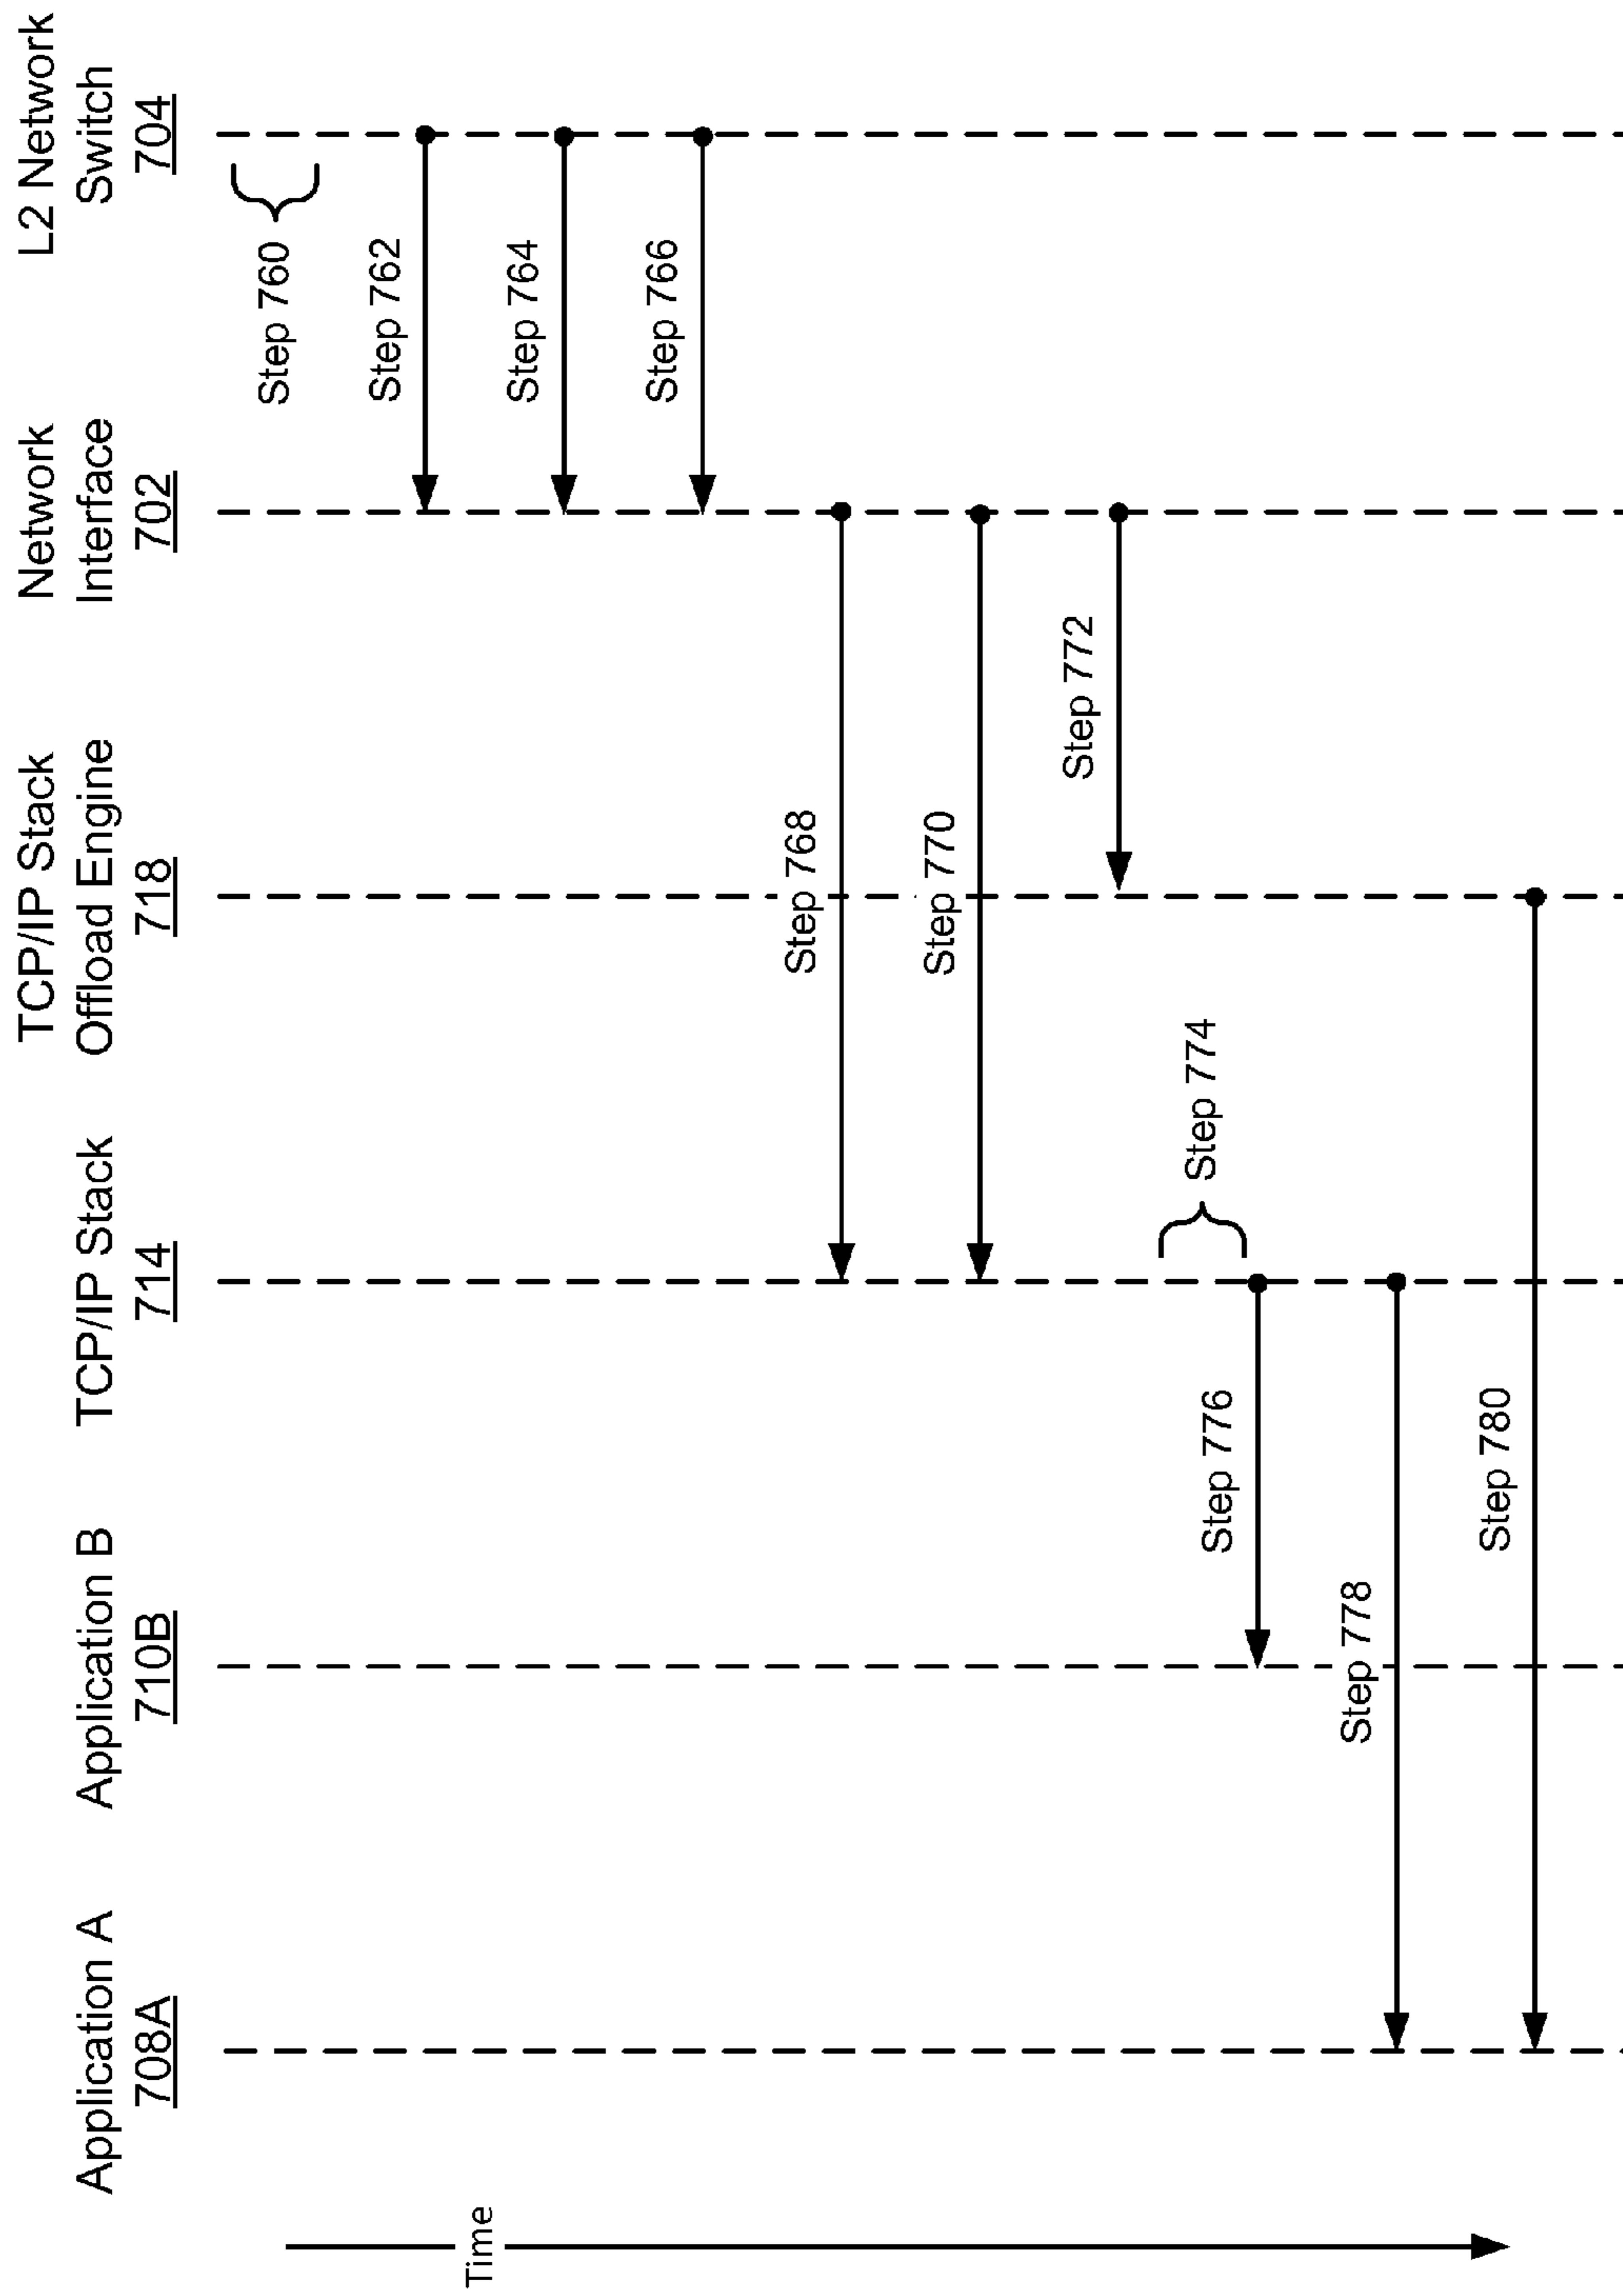 Application A
708A
Application B
710B
TCP/IP Stack
714
TCP/IP Stack
Offload Engine
718
Network
Interface
702
L2 Network
Switch
704
Time
Step 760
Step 762
Step 764
Step 766
Step 768
Step 770
Step 772
Step 774
Step 776
Step 778
Step 780